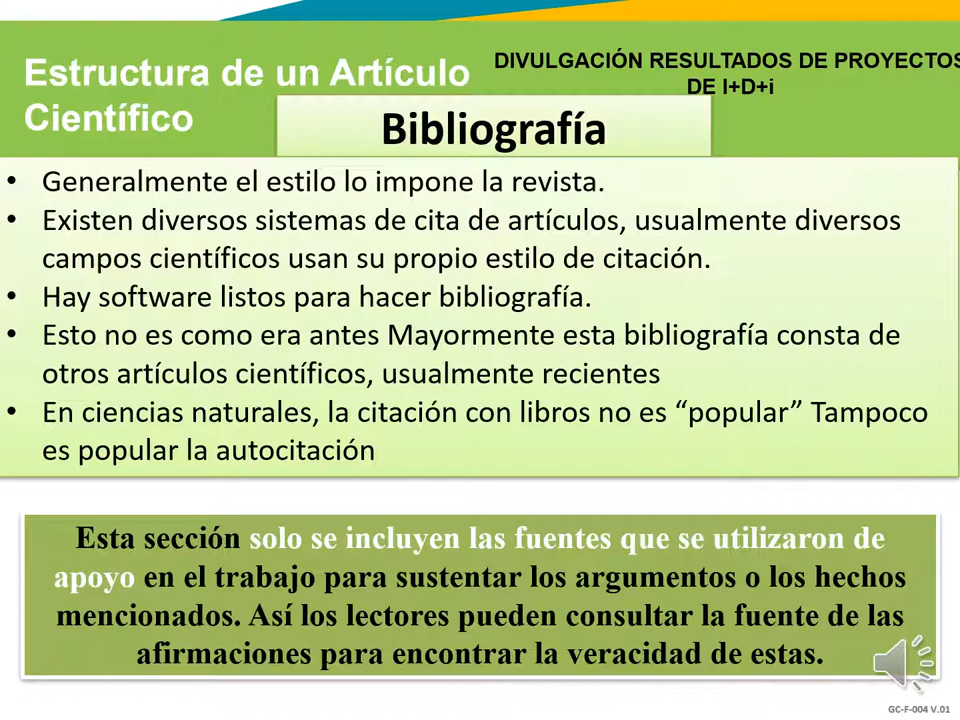 Estructura de un Artículo
Científico
DIVULGACIÓN RESULTADOS DE PROYECTOS
DE I+D+i
Bibliografía
• Generalmente el estilo lo impone la revista.
• Existen diversos sistemas de cita de artículos, usualmente diversos
campos científicos usan su propio estilo de citación.
• Hay software listos para hacer bibliografía.
• Esto no es como era antes Mayormente esta bibliografía consta de
otros artículos científicos, usualmente recientes
• En ciencias naturales, la citación con libros no es “popular” Tampoco
es popular la autocitación
Esta sección solo se incluyen las fuentes que se utilizaron de
apoyo en el trabajo para sustentar los argumentos o los hechos
mencionados. Así los lectores pueden consultar la fuente de las
afirmaciones para encontrar la veracidad de estas.
GC-F-004 V.01